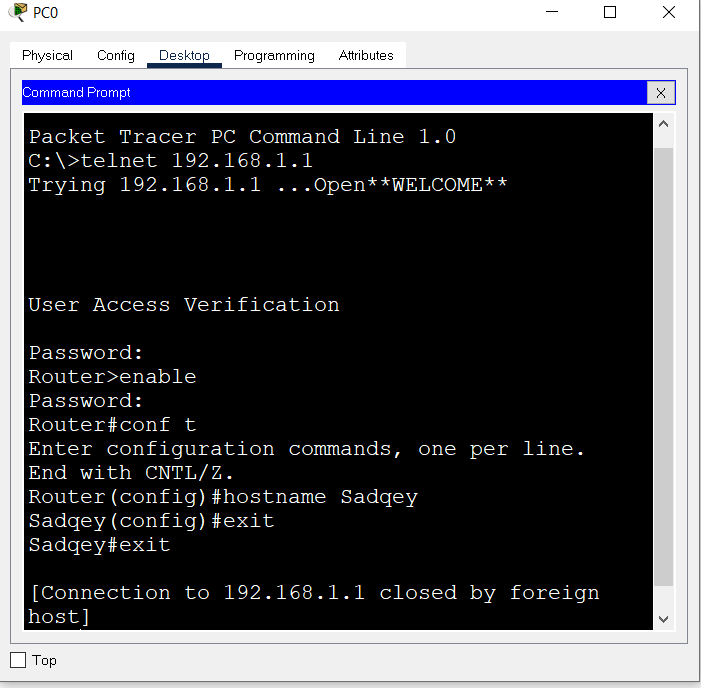 PC0
Physical Config Desktop Programming Attributes
Command Prompt
X
Packet Tracer PC Command Line 1.0
C:\>telnet 192.168.1.1
Trying 192.168.1.1 ...Open**WELCOME**
User Access Verification
Password:
Router>enable
Password:
Router#conf t
Enter configuration commands, one per line.
End with CNTL/Z.
Router(config)#hostname Sadqey
Sadqey(config)#exit
Sadqey#exit
[Connection to 192.168.1.1 closed by foreign
host]
Top